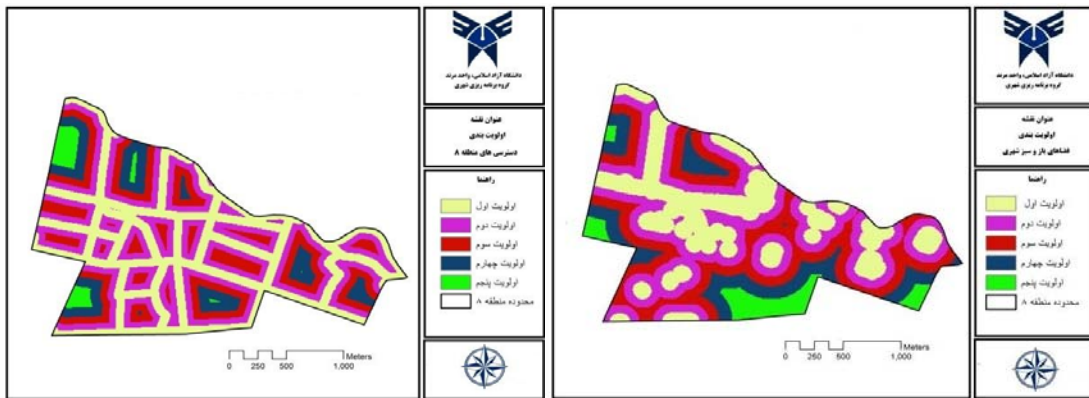 دانشگاه آزاد اسلامی، واحد مرند
گروه برنامه ریزی شهری
عنوان نقشه
اولویت بندی
دسترسی های منطقه ۸
راهنما
اولویت اول
اولویت دوم
اولویت سوم
اولویت چهارم
اولویت پنجم
محدوده منطقه ۸
Meters
0 250 500 1,000
دانشگاه آزاد اسلامی، واحد مرند
گروه برنامه ریزی شهری
عنوان نقشه
اولویت بندی
فضاهای باز و سبز شهری
راهنما
اولویت اول
اولویت دوم
اولویت سوم
اولویت چهارم
اولویت پنجم
محدوده منطقه ۸
Meters
0 250 500 1,000